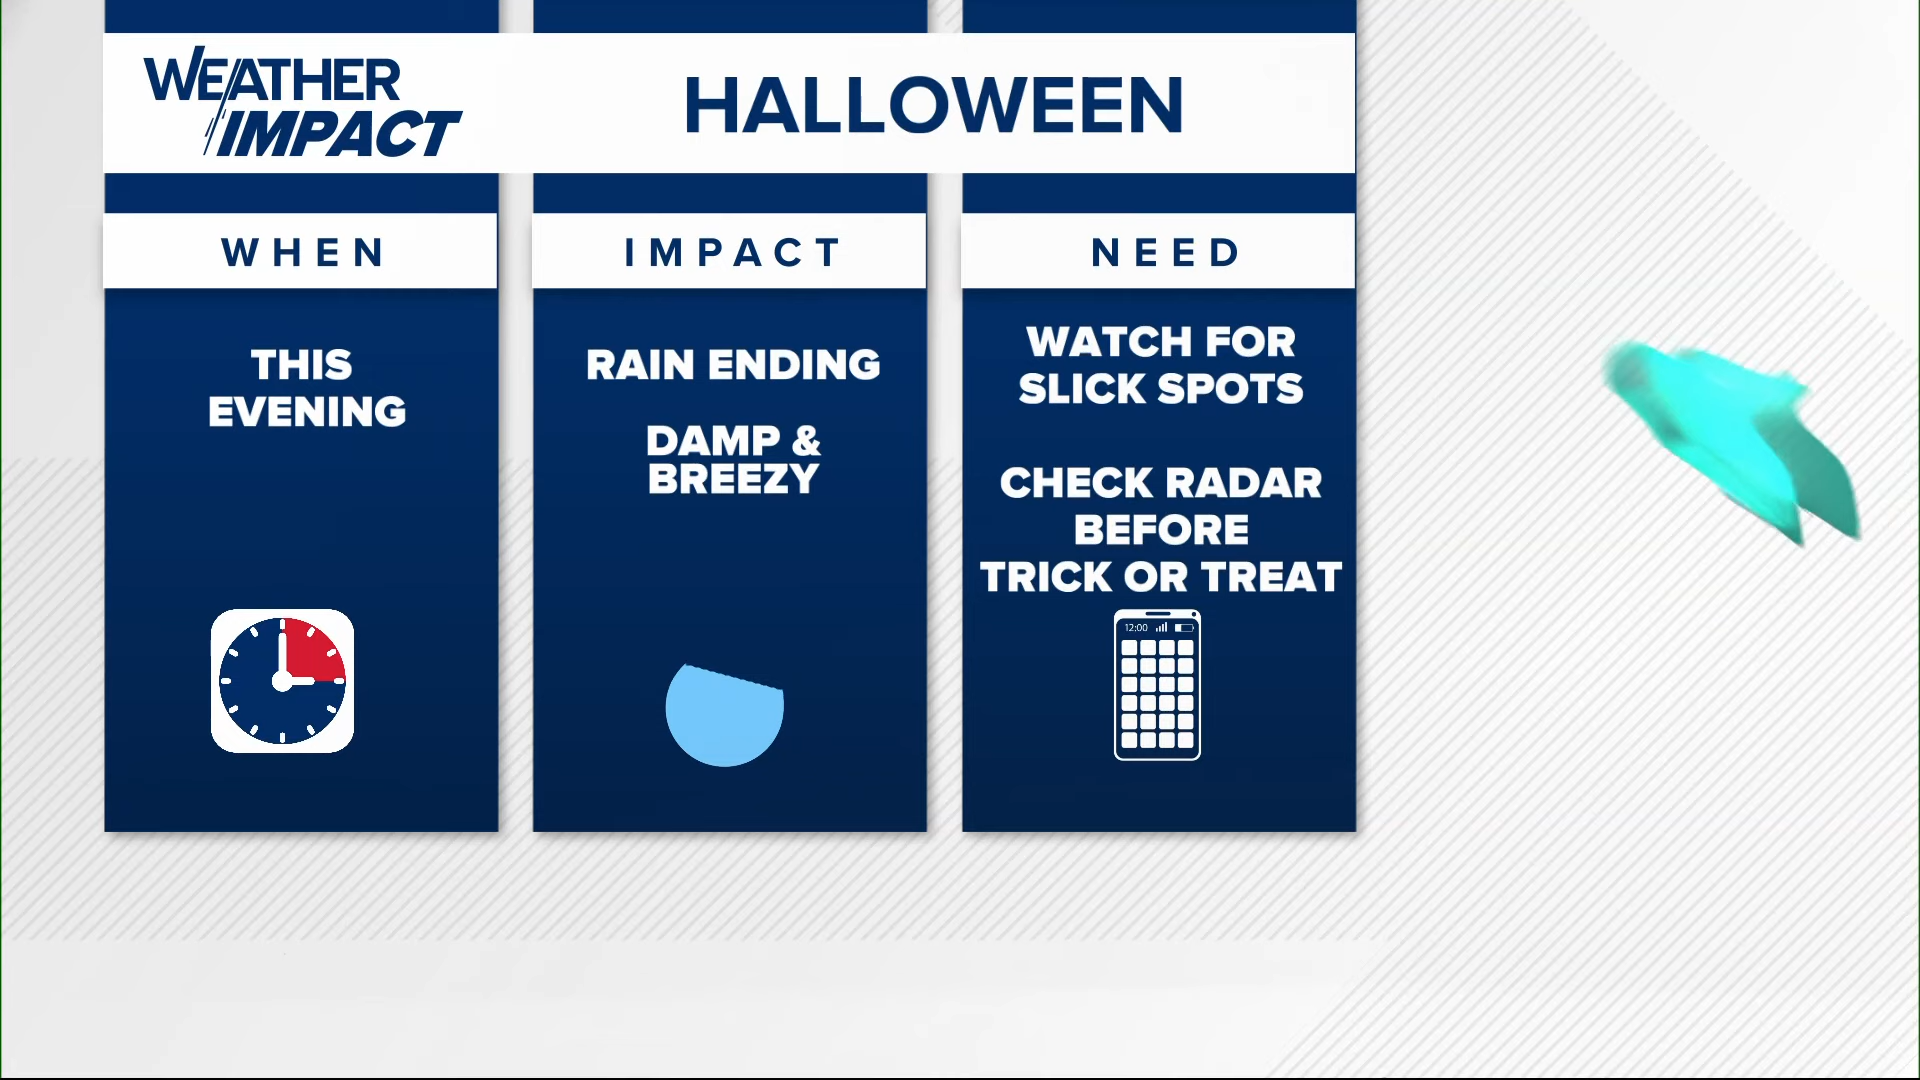 WEATHER
IMPACT
HALLOWEEN
WHEN
THIS
EVENING
IMPACT
RAIN ENDING
DAMP &
BREEZY
NEED
WATCH FOR
SLICK SPOTS
CHECK RADAR
BEFORE
TRICK OR TREAT
12:00